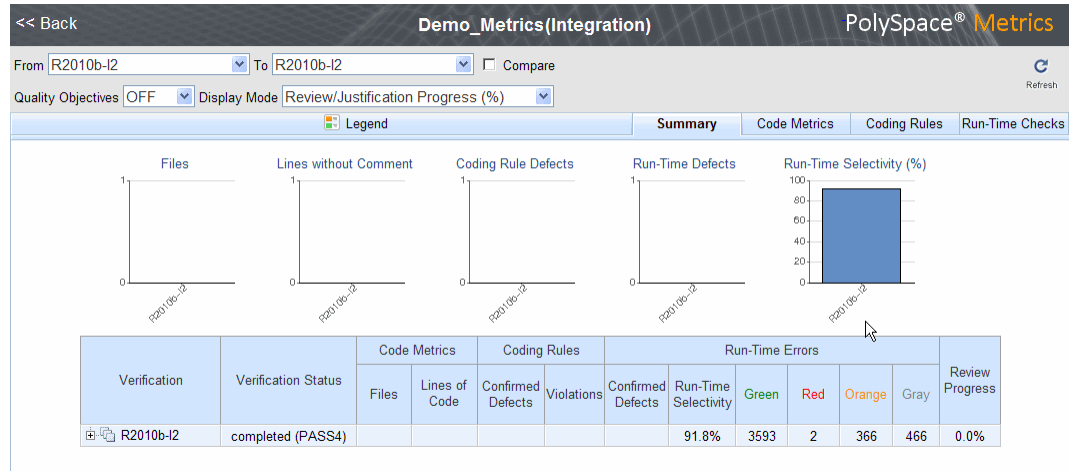 << Back Demo_Metrics(Integration) PolySpace® Metrics
From R2010b-I2 To R2010b-I2 Compare
Refresh
Quality Objectives OFF Display Mode Review/Justification Progress (%)
Legend Summary Code Metrics Coding Rules Run-Time Checks
Files Lines without Comment Coding Rule Defects Run-Time Defects Run-Time Selectivity (%)
1 1 1 1 100
80
60
40
20
0 0 0 0 0
R2010b-I2 R2010b-I2 R2010b-I2 R2010b-I2 R2010b-I2
Code Metrics Coding Rules Run-Time Errors
Verification Verification Status Files Lines of Code Confirmed Defects Violations Confirmed Defects Run-Time Selectivity Green Red Orange Gray Review Progress
R2010b-I2 completed (PASS4) 91.8% 3593 2 366 466 0.0%